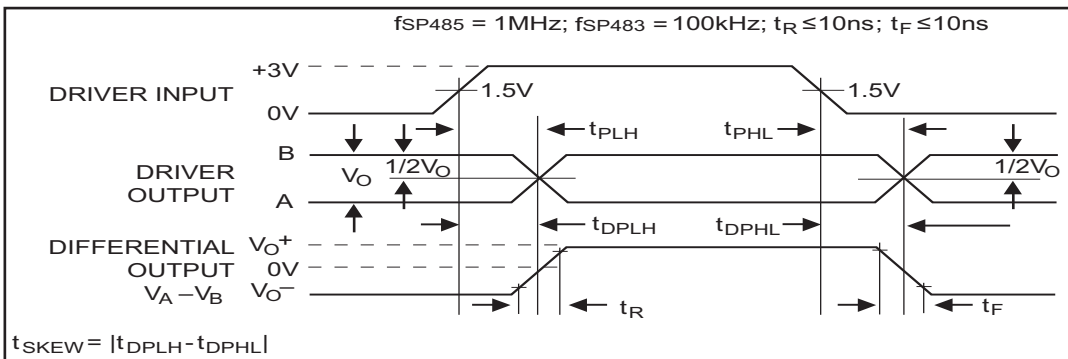 fSP485 = 1MHz; fSP483 = 100kHz; tR ≤10ns; tF ≤10ns
+3V
DRIVER INPUT
1.5V
1.5V
0V
tPLH
tPHL
B
DRIVER
OUTPUT
VO
1/2VO
1/2VO
A
tDPLH
tDPHL
DIFFERENTIAL
OUTPUT
VA –VB
VO+
0V
VO–
tR
tF
tSKEW = |tDPLH - tDPHL|